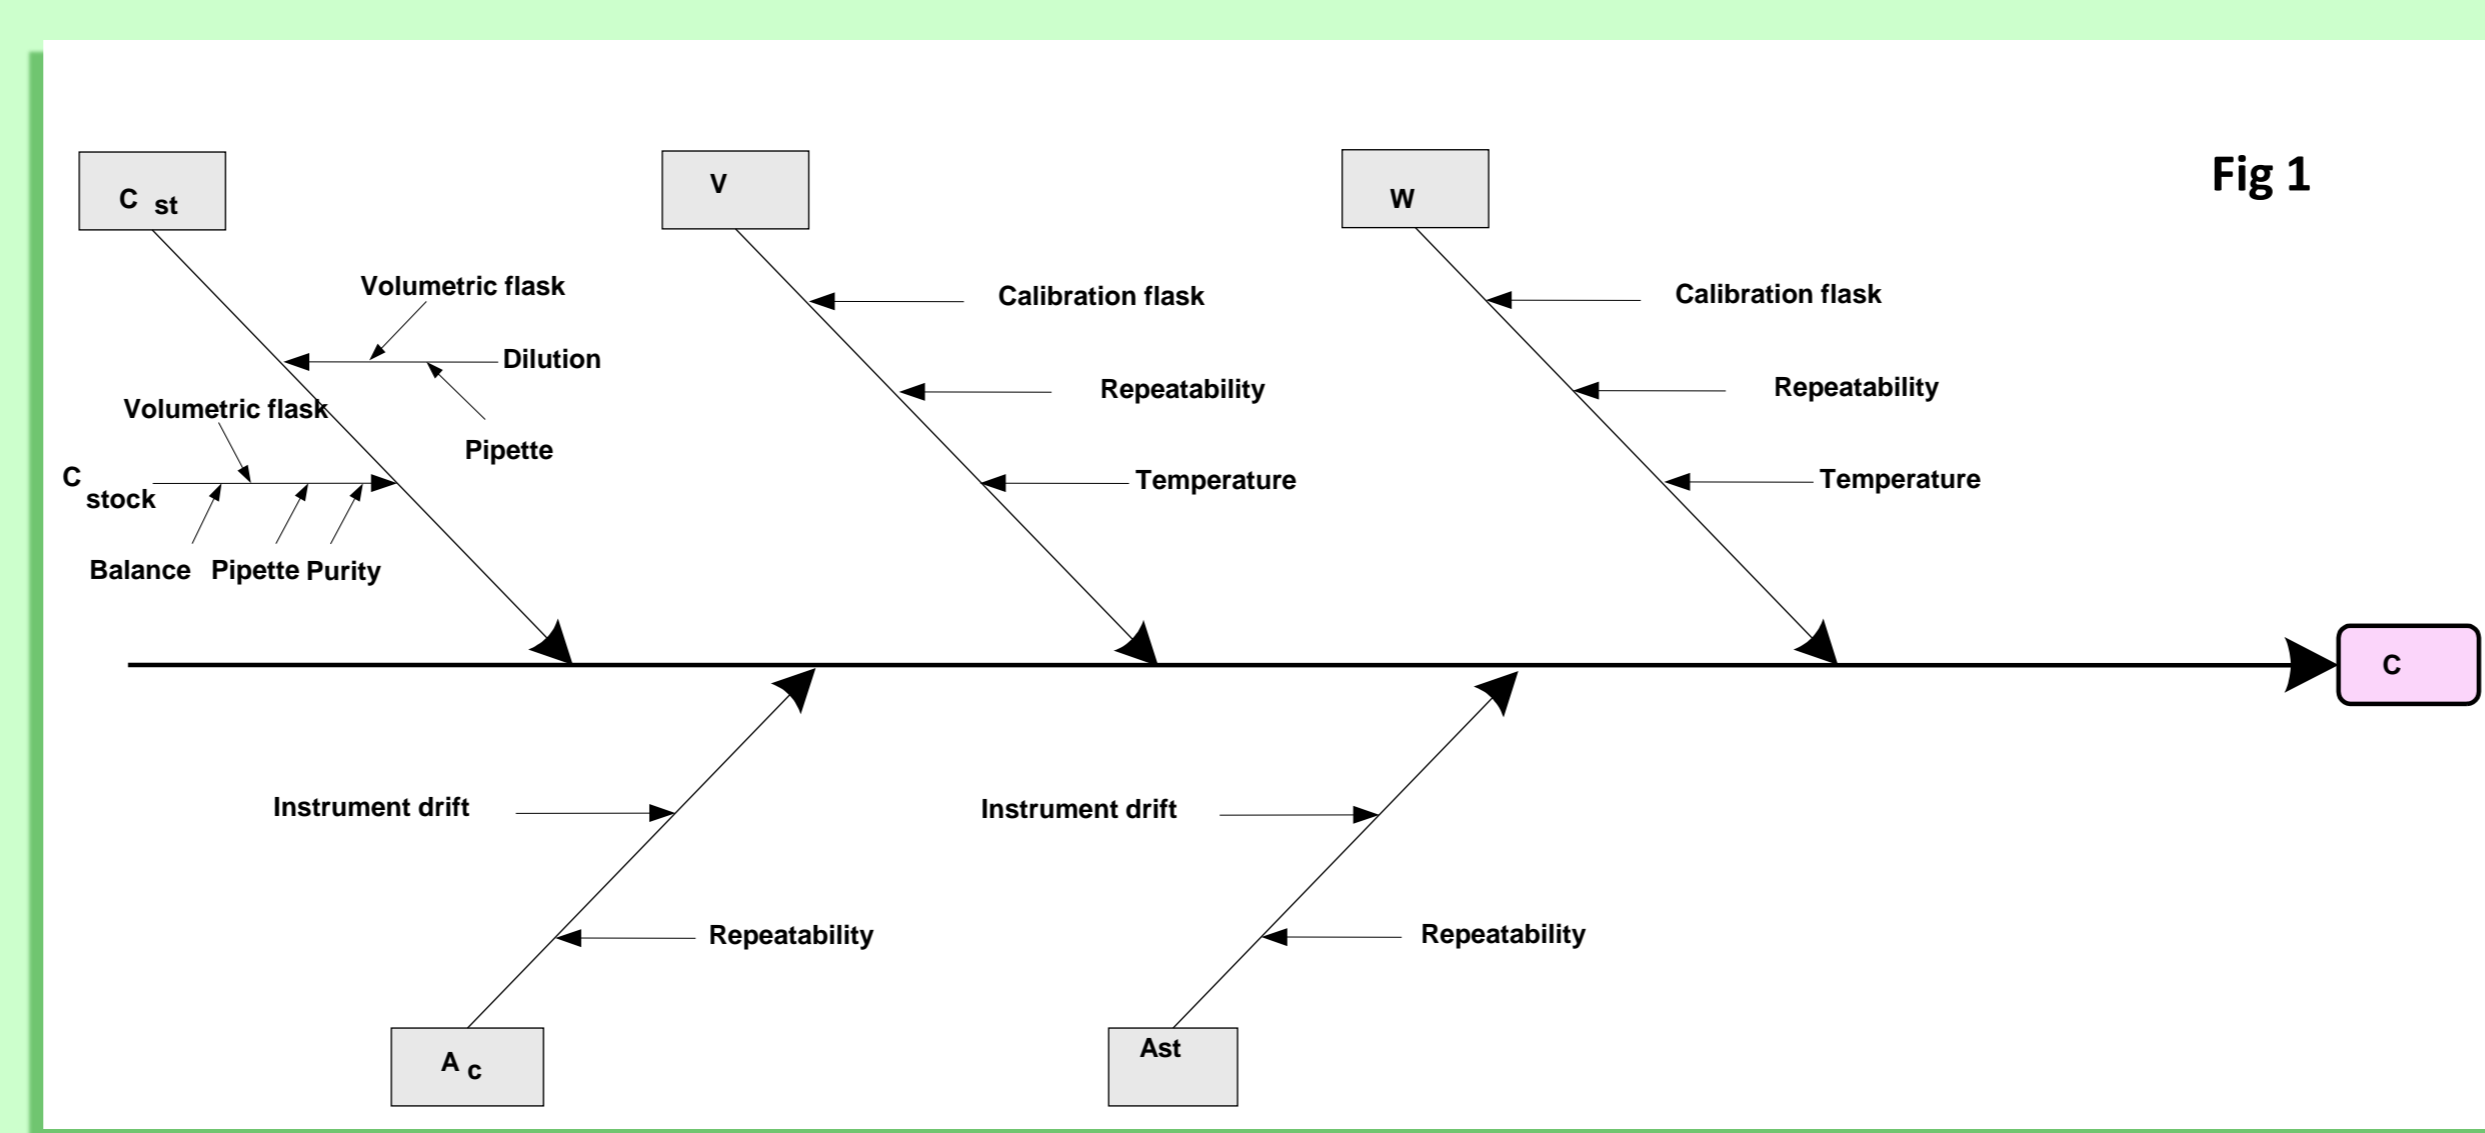 Fig 1
C st
V
W
Volumetric flask
Dilution
Pipette
Volumetric flask
C stock
Balance
Pipette
Purity
Calibration flask
Repeatability
Temperature
Calibration flask
Repeatability
Temperature
C
Instrument drift
Repeatability
A c
Instrument drift
Repeatability
Ast